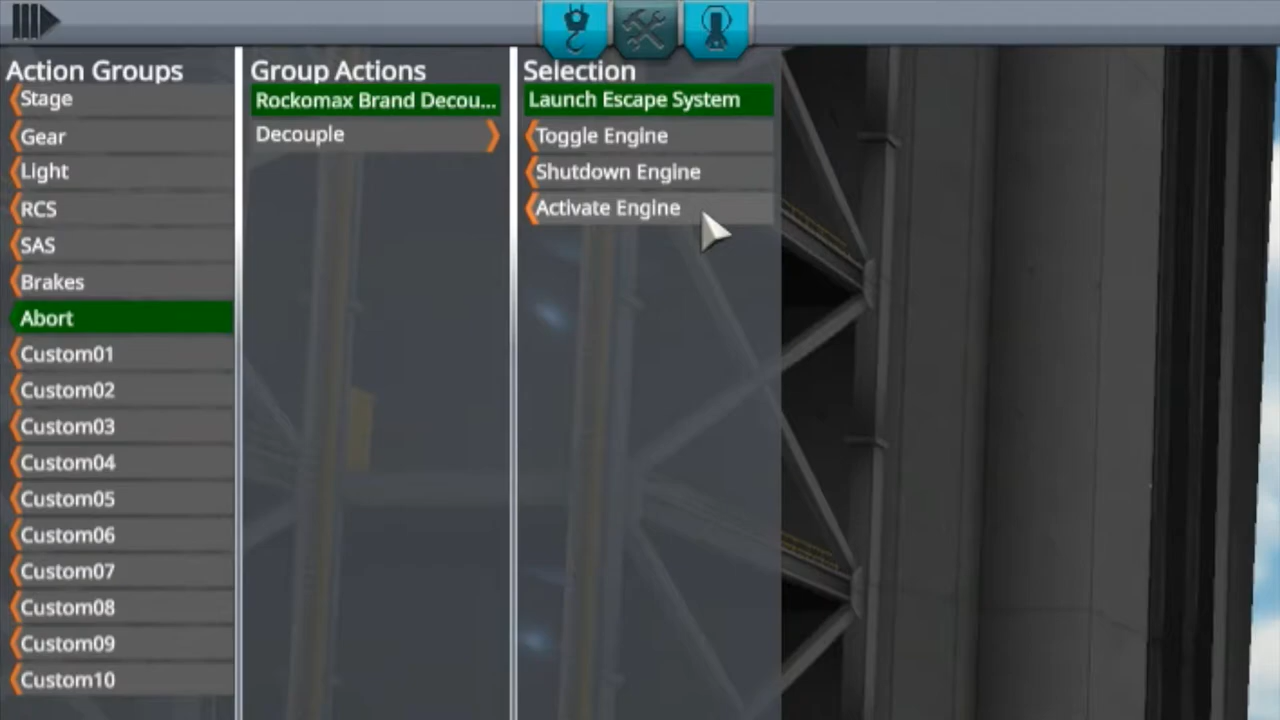 Action Groups
Stage
Gear
Light
RCS
SAS
Brakes
Abort
Custom01
Custom02
Custom03
Custom04
Custom05
Custom06
Custom07
Custom08
Custom09
Custom10
Group Actions
Rockomax Brand Decou...
Decouple
Selection
Launch Escape System
Toggle Engine
Shutdown Engine
Activate Engine